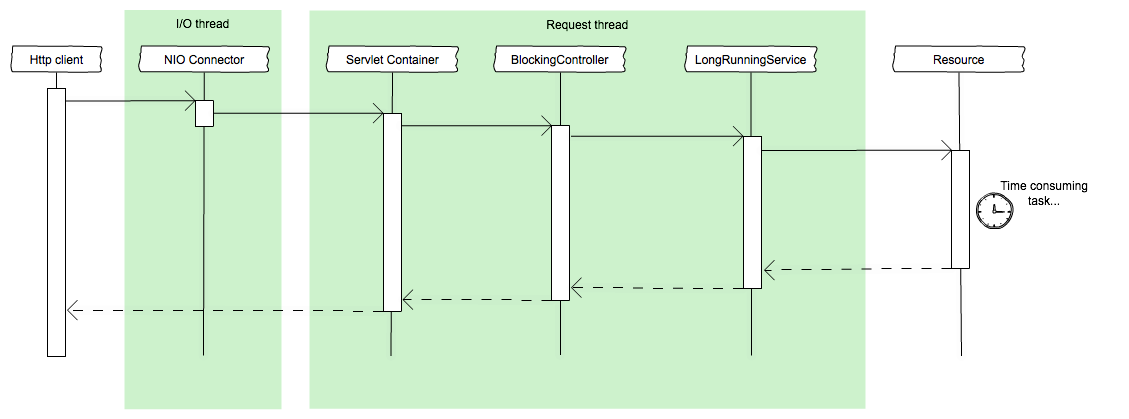 I/O thread
Request thread
Http client
NIO Connector
Servlet Container
BlockingController
LongRunningService
Resource
Time consuming
task...